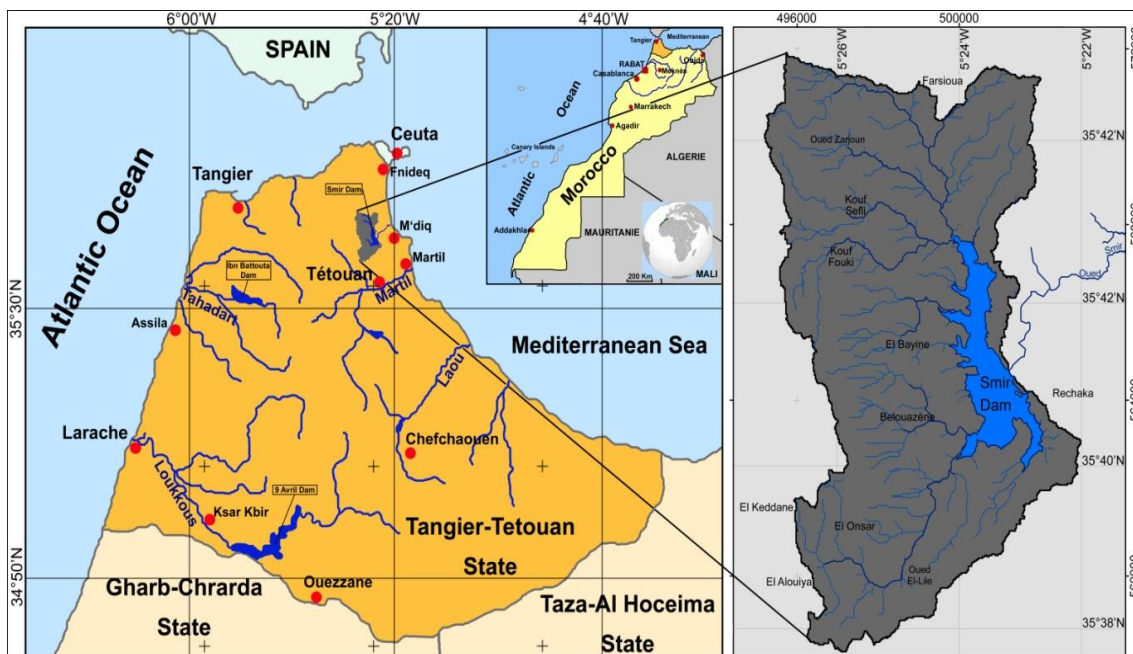 6°00'W
5°20'W
4°40'W
SPAIN
Atlantic Ocean
Ceuta
Fnideq
Tangier
Smir Dam
M'diq
Martil
Tétouan
Martil
Ibn Battouta
Dam
Tahadart
35°30'N
Assila
Mediterranean Sea
Laou
Larache
Chefchaouen
Loukkous
9 Avril Dam
Ksar Kbir
Tangier-Tetouan
State
34°50'N
Ouezzane
Gharb-Chrarda
State
Taza-Al Hoceima
State
Mediterranean
Tangier
Oujda
RABAT
Meknès
Casablanca
Marrakech
Agadir
Atlantic
Ocean
Canary Islands
Morocco
ALGERIE
Addakhla
MAURITANIE
200 Km
MALI
496000
500000
5°26'W
5°24'W
5°22'W
Farsioua
35°42'N
Oued Zarjoun
Kouf
Sefli
Kouf
Fouki
Oued
Smir
35°42'N
El Bayine
Smir
Dam
Rechaka
Belouazène
35°40'N
El Keddane
El Onsar
Oued
El-Lile
El Alouiya
35°38'N